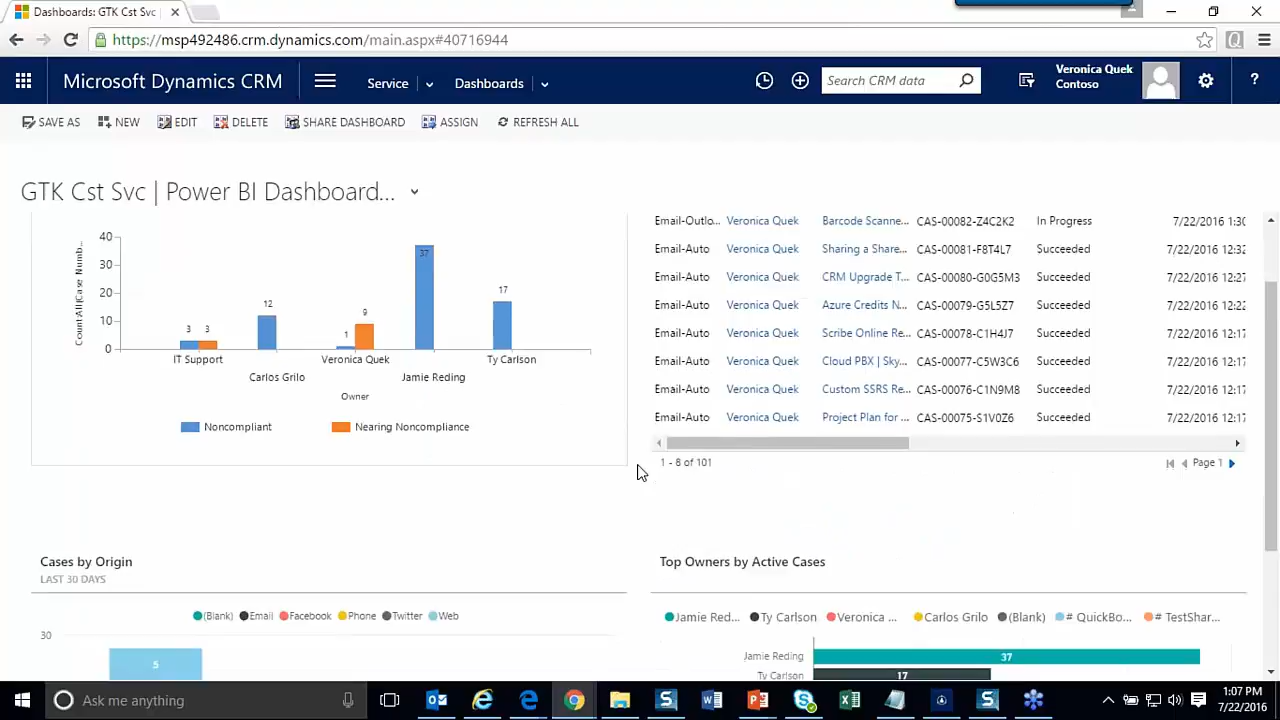 Dashboards: GTK Cst Svc
https://msp492486.crm.dynamics.com/main.aspx#40716944
Microsoft Dynamics CRM
Service
Dashboards
Search CRM data
Veronica Quek
Contoso
?
SAVE AS
NEW
EDIT
DELETE
SHARE DASHBOARD
ASSIGN
REFRESH ALL
GTK Cst Svc | Power BI Dashboard...
Count:All (Case Numb...
40
30
20
10
0
3 3 12 1 9 37 17
IT Support Veronica Quek Ty Carlson
Carlos Grilo Jamie Reding
Owner
Noncompliant Nearing Noncompliance
Email-Outlo... Veronica Quek Barcode Scanne... CAS-00082-Z4C2K2 In Progress 7/22/2016 1:30
Email-Auto Veronica Quek Sharing a Share... CAS-00081-F8T4L7 Succeeded 7/22/2016 12:32
Email-Auto Veronica Quek CRM Upgrade T... CAS-00080-G0G5M3 Succeeded 7/22/2016 12:27
Email-Auto Veronica Quek Azure Credits N... CAS-00079-G5L5Z7 Succeeded 7/22/2016 12:22
Email-Auto Veronica Quek Scribe Online Re... CAS-00078-C1H4J7 Succeeded 7/22/2016 12:17
Email-Auto Veronica Quek Cloud PBX | Sky... CAS-00077-C5W3C6 Succeeded 7/22/2016 12:17
Email-Auto Veronica Quek Custom SSRS Re... CAS-00076-C1N9M8 Succeeded 7/22/2016 12:17
Email-Auto Veronica Quek Project Plan for ... CAS-00075-S1V0Z6 Succeeded 7/22/2016 12:17
1 - 8 of 101
Page 1
Cases by Origin
LAST 30 DAYS
(Blank) Email Facebook Phone Twitter Web
30
5
Top Owners by Active Cases
Jamie Red... Ty Carlson Veronica ... Carlos Grilo (Blank) # QuickBo... # TestShar...
Jamie Reding 37
Ty Carlson 17
Ask me anything
1:07 PM
7/22/2016